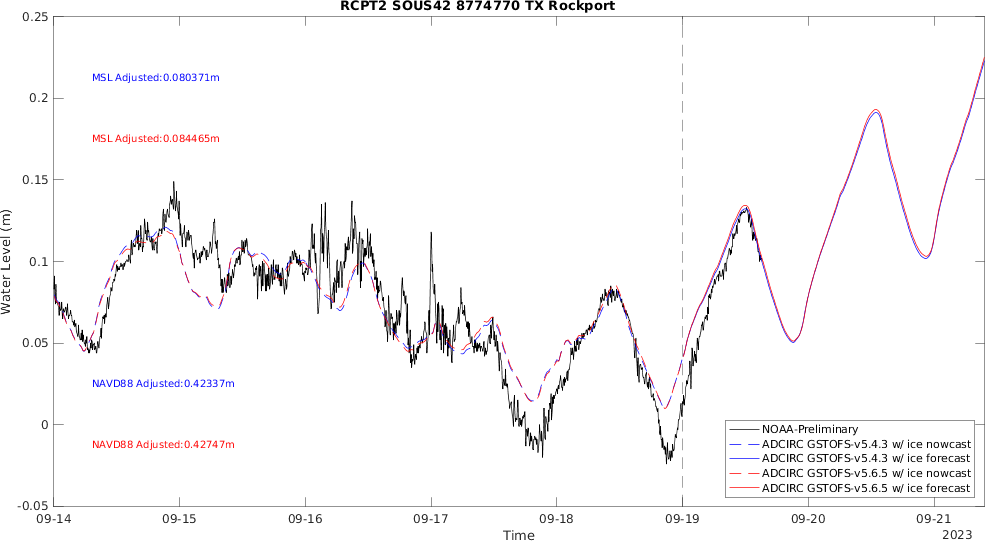 RCPT2 SOUS42 8774770 TX Rockport
0.25
MSL Adjusted:0.080371m
0.2
MSL Adjusted:0.084465m
0.15
Water Level (m)
0.1
0.05
NAVD88 Adjusted:0.42337m
0
NAVD88 Adjusted:0.42747m
NOAA-Preliminary
ADCIRC GSTOFS-v5.4.3 w/ ice nowcast
ADCIRC GSTOFS-v5.4.3 w/ ice forecast
ADCIRC GSTOFS-v5.6.5 w/ ice nowcast
ADCIRC GSTOFS-v5.6.5 w/ ice forecast
-0.05
09-14 09-15 09-16 09-17 09-18 09-19 09-20 09-21
Time
2023